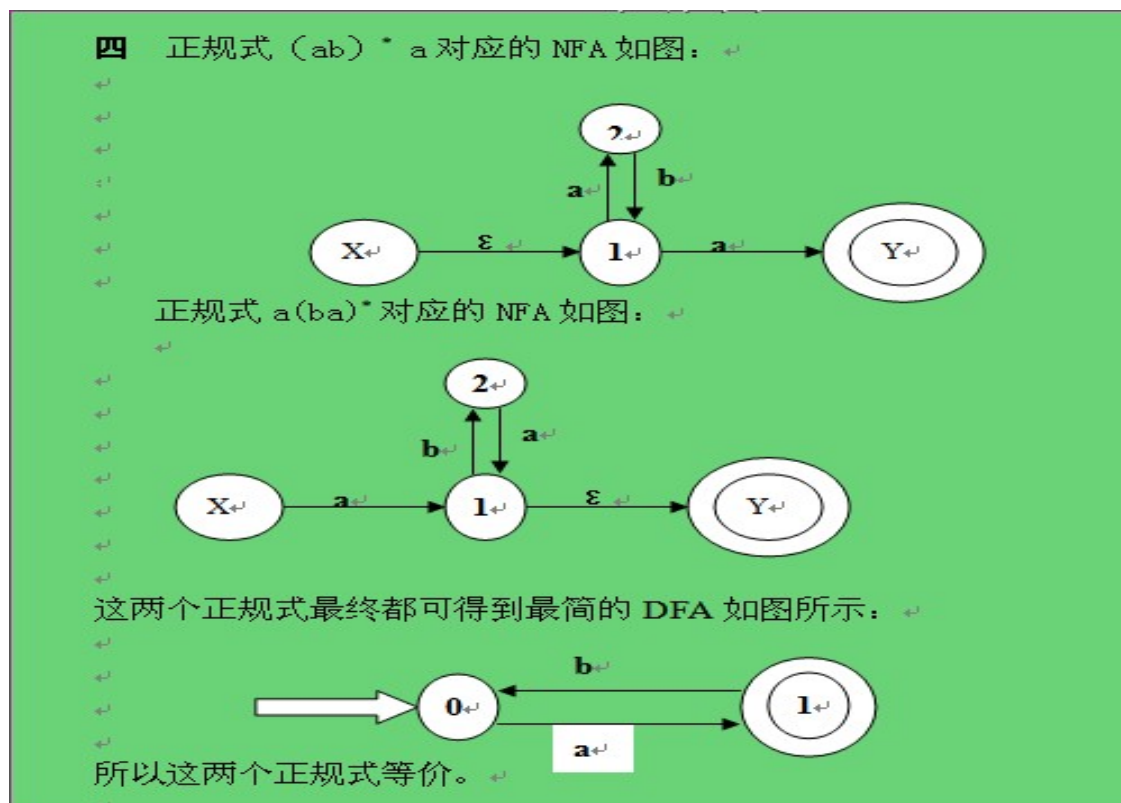 四 正规式（ab）* a 对应的 NFA 如图：
2
a b
X ε 1 a Y
正规式 a(ba)* 对应的 NFA 如图：
2
b a
X a 1 ε Y
这两个正规式最终都可得到最简的 DFA 如图所示：
b
0 1
a
所以这两个正规式等价。